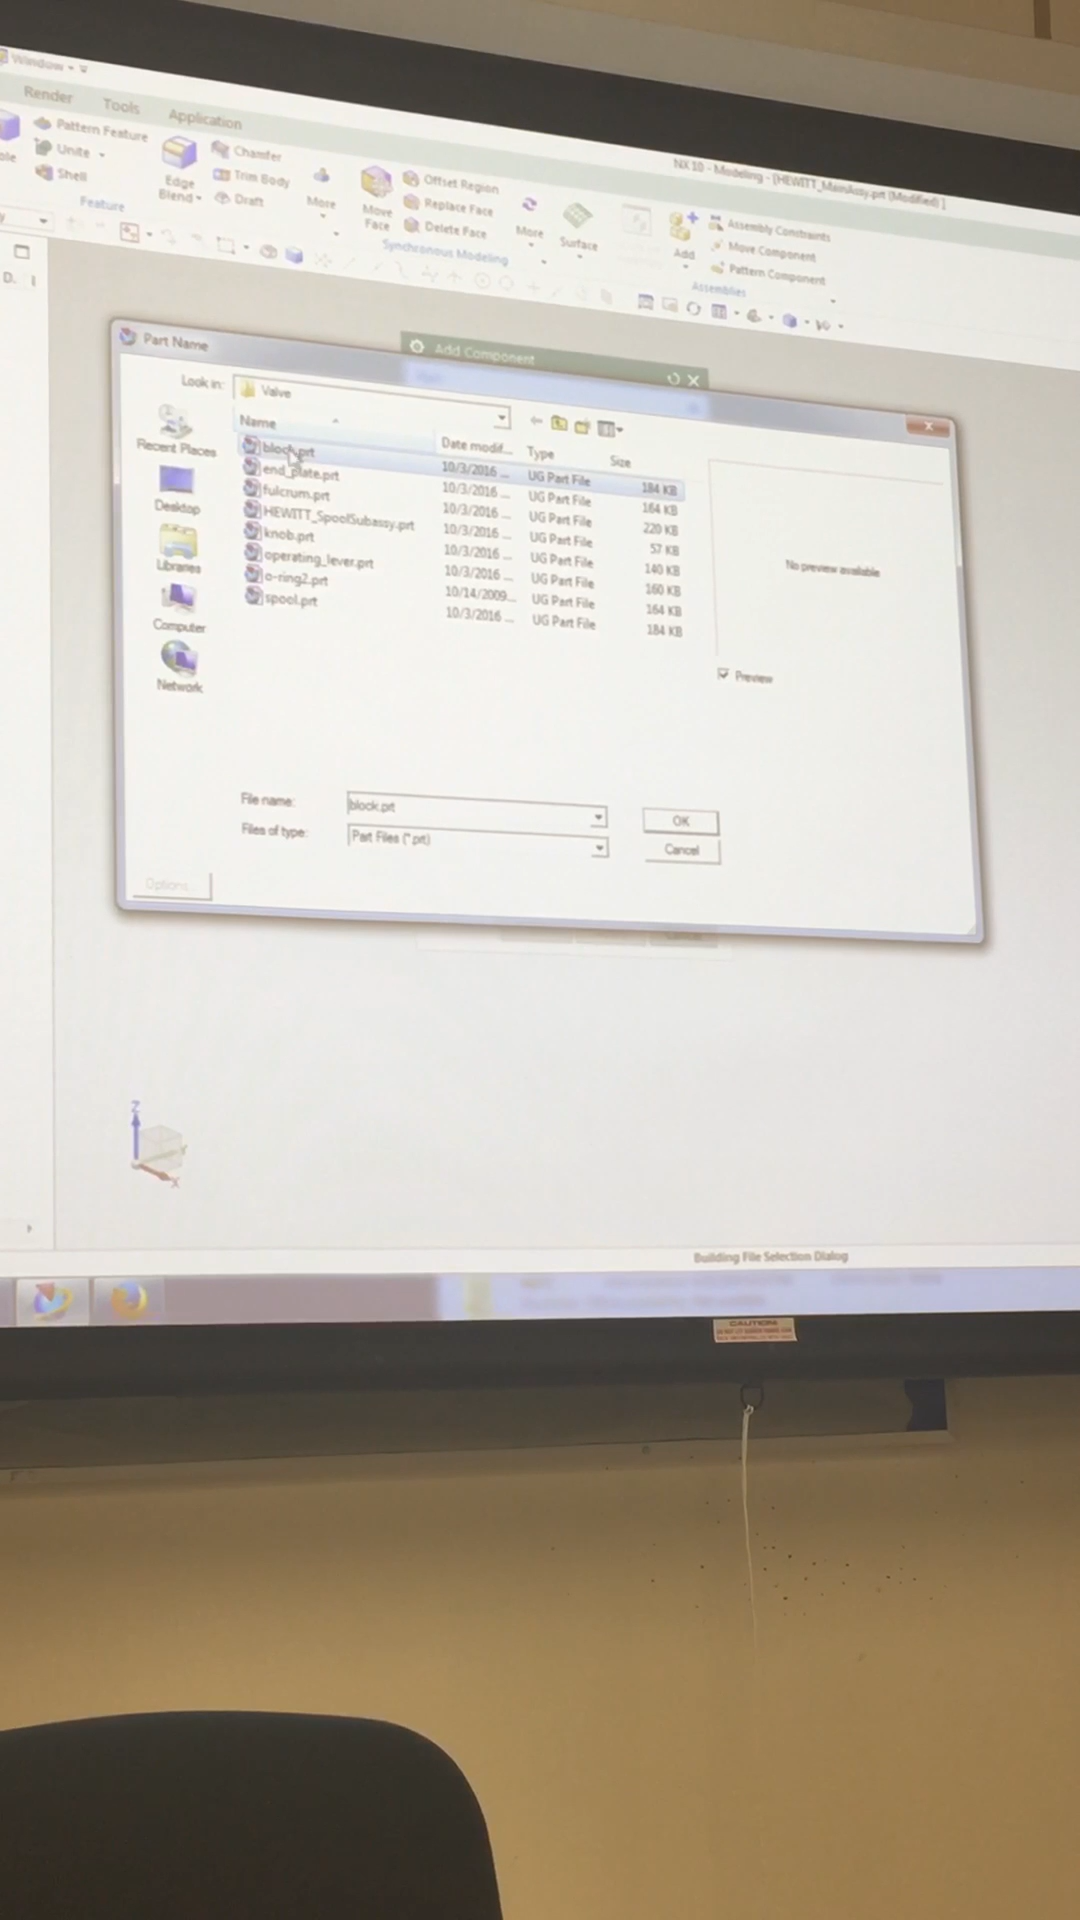 Window
Render Tools Application
NX 10 - Modeling - [HEWITT_MainAssy.prt (Modified) ]
Pattern Feature
Unite
Shell
Edge
Blend
Chamfer
Trim Body
Draft
More
Feature
Move
Face
Offset Region
Replace Face
Delete Face
More
Synchronous Modeling
Surface
Add
Assembly Constraints
Move Component
Pattern Component
Assemblies
D.
Add Component
Part Name
Look in: Valve
Name Date modif... Type Size
block.prt 10/3/2016 ... UG Part File 184 KB
end_plate.prt 10/3/2016 ... UG Part File 164 KB
fulcrum.prt 10/3/2016 ... UG Part File 220 KB
HEWITT_SpoolSubassy.prt 10/3/2016 ... UG Part File 57 KB
knob.prt 10/3/2016 ... UG Part File 140 KB
operating_lever.prt 10/3/2016 ... UG Part File 160 KB
o-ring2.prt 10/14/2009... UG Part File 164 KB
spool.prt 10/3/2016 ... UG Part File 184 KB
Recent Places
Desktop
Libraries
Computer
Network
No preview available
Preview
File name: block.prt
Files of type: Part Files (*.prt)
OK
Cancel
Options...
Z
Y
X
Building File Selection Dialog
CAUTION